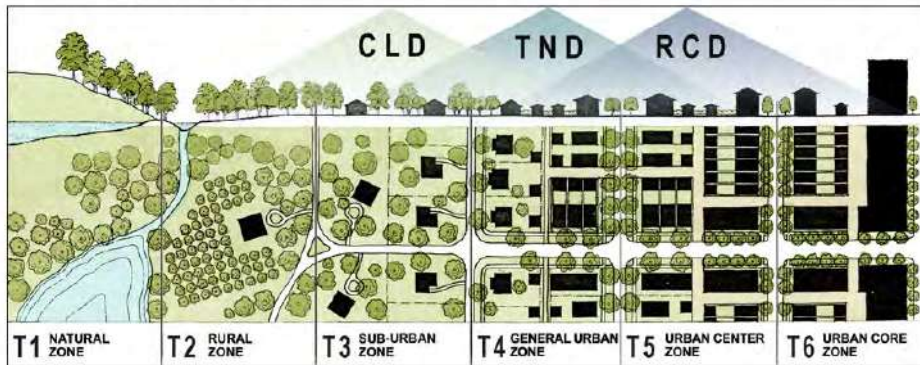 CLD TND RCD
T1 NATURAL ZONE
T2 RURAL ZONE
T3 SUB-URBAN ZONE
T4 GENERAL URBAN ZONE
T5 URBAN CENTER ZONE
T6 URBAN CORE ZONE